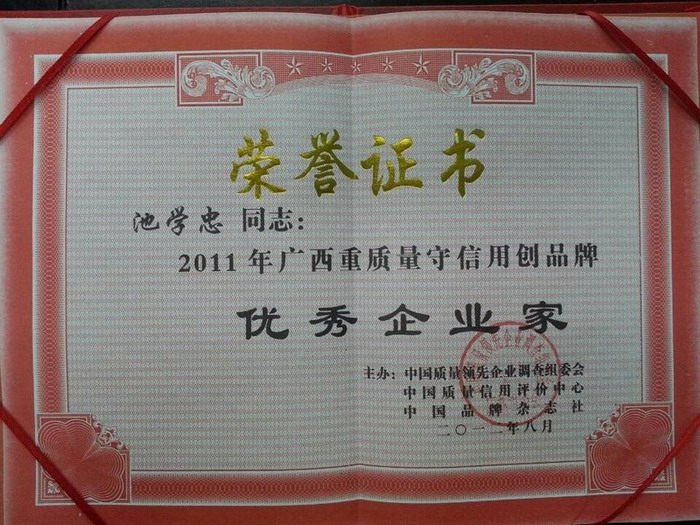 荣誉证书
池学忠 同志：
2011年广西重质量守信用创品牌
优秀企业家
主办：中国质量领先企业调查组委会
中国质量信用评价中心
中国品牌杂志社
二〇一二年八月